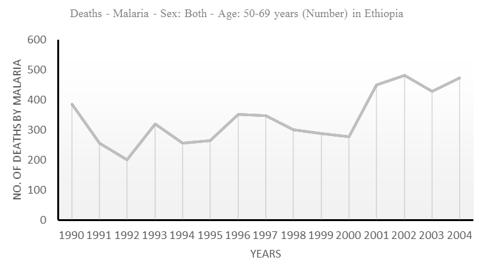 Deaths - Malaria - Sex: Both - Age: 50-69 years (Number) in Ethiopia
600
500
400
300
200
100
0
NO. OF DEATHS BY MALARIA
1990 1991 1992 1993 1994 1995 1996 1997 1998 1999 2000 2001 2002 2003 2004
YEARS